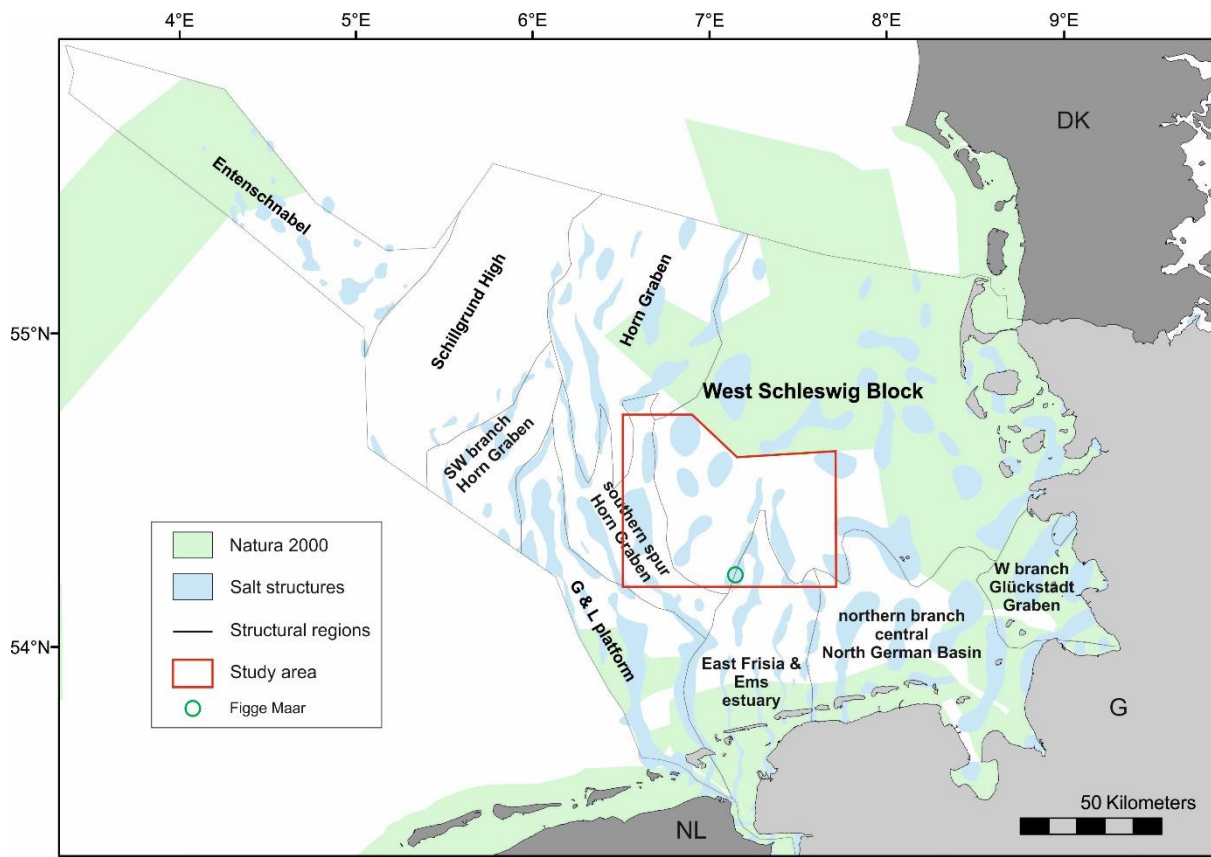 4°E
5°E
6°E
7°E
8°E
9°E
DK
Entenschnabel
Schillgrund High
Horn Graben
55°N
West Schleswig Block
SW branch
Horn Graben
southern spur
Horn Graben
Natura 2000
Salt structures
Structural regions
Study area
Figge Maar
G & L platform
W branch
Glückstadt
Graben
northern branch
central
North German Basin
54°N
East Frisia &
Ems
estuary
G
50 Kilometers
NL